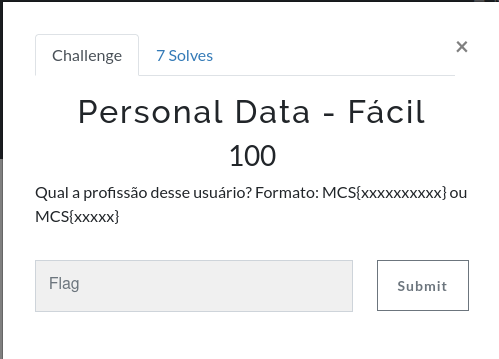 Challenge
7 Solves
×
Personal Data - Fácil
100
Qual a profissão desse usuário? Formato: MCS{xxxxxxxxxx} ou
MCS{xxxxx}
Flag
Submit